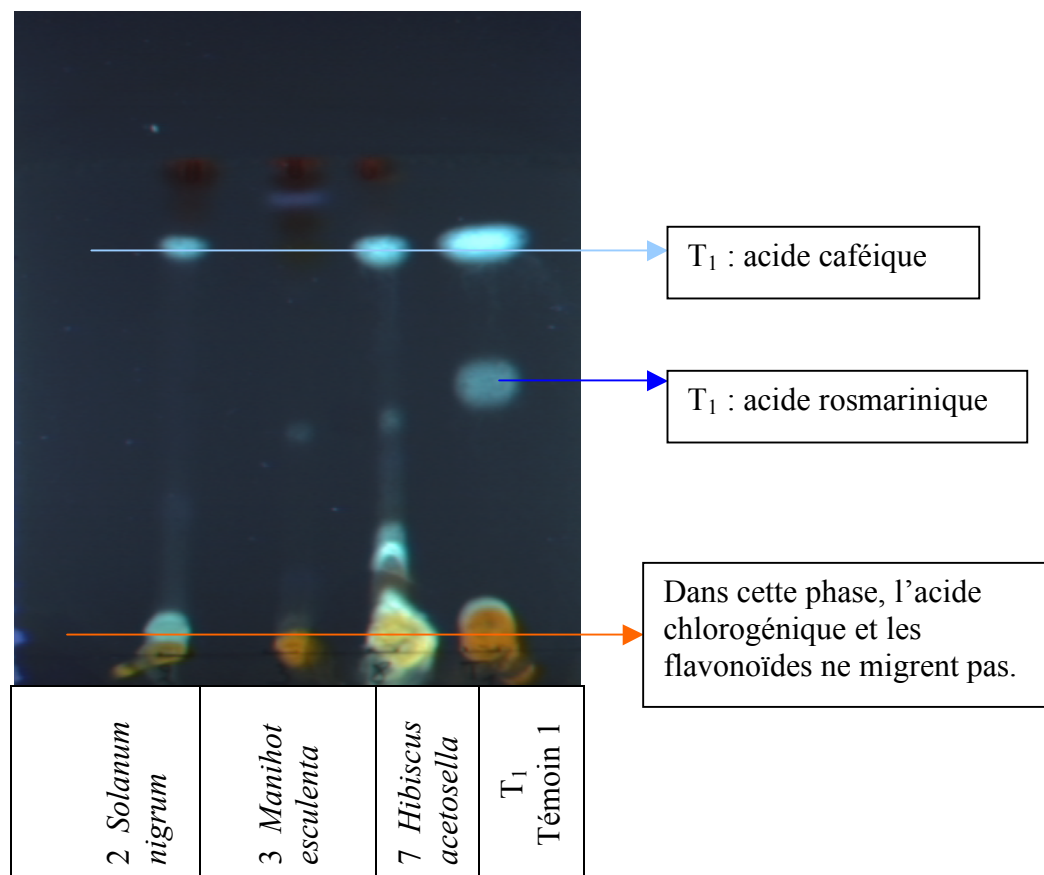 T₁ : acide caféique
T₁ : acide rosmarinique
Dans cette phase, l’acide
chlorogénique et les
flavonoïdes ne migrent pas.
2 Solanum
nigrum
3 Manihot
esculenta
7 Hibiscus
acetosella
T₁
Témoin 1